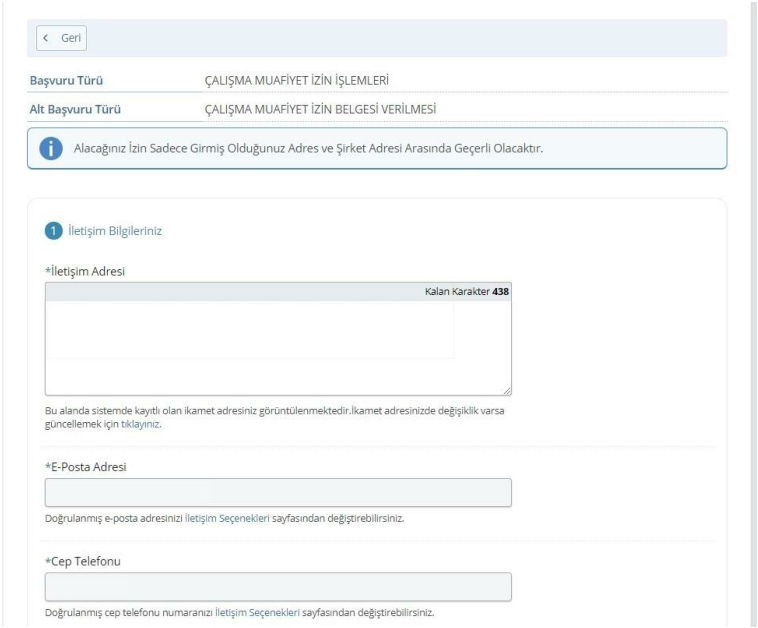 Geri
Başvuru Türü ÇALIŞMA MUAFİYET İZİN İŞLEMLERİ
Alt Başvuru Türü ÇALIŞMA MUAFİYET İZİN BELGESİ VERİLMESİ
Alacağınız İzin Sadece Girmiş Olduğunuz Adres ve Şirket Adresi Arasında Geçerli Olacaktır.
1 İletişim Bilgileriniz
*İletişim Adresi
Kalan Karakter 438
Bu alanda sistemde kayıtlı olan ikamet adresiniz görüntülenmektedir.İkamet adresinizde değişiklik varsa
güncellemek için tıklayınız.
*E-Posta Adresi
Doğrulanmış e-posta adresinizi İletişim Seçenekleri sayfasından değiştirebilirsiniz.
*Cep Telefonu
Doğrulanmış cep telefonu numaranızı İletişim Seçenekleri sayfasından değiştirebilirsiniz.